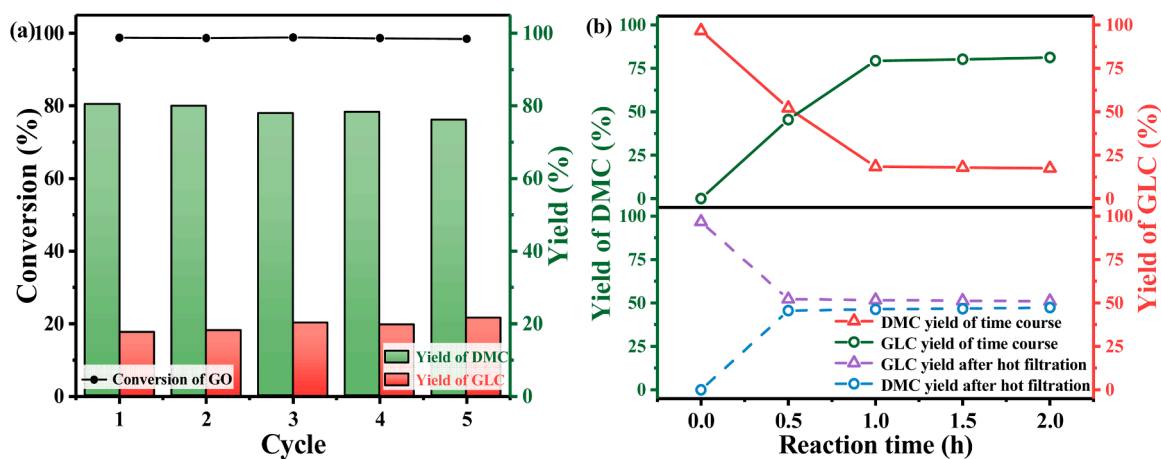 (a)
100
80
60
40
20
0
Conversion (%)
100
80
60
40
20
0
Yield (%)
Conversion of GO
Yield of DMC
Yield of GLC
1 2 3 4 5
Cycle
(b)
100
75
50
25
0
100
75
50
25
0
Yield of DMC (%)
100
75
50
25
0
100
75
50
25
0
Yield of GLC (%)
DMC yield of time course
GLC yield of time course
GLC yield after hot filtration
DMC yield after hot filtration
0.0 0.5 1.0 1.5 2.0
Reaction time (h)